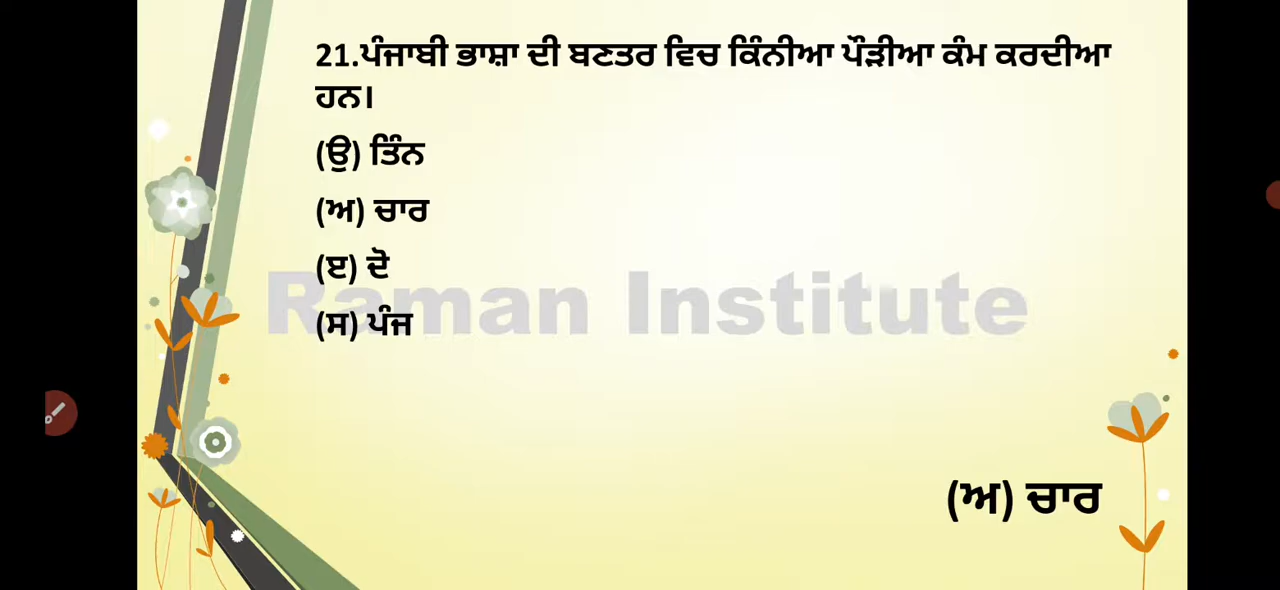 21.ਪੰਜਾਬੀ ਭਾਸ਼ਾ ਦੀ ਬਣਤਰ ਵਿਚ ਕਿੰਨੀਆ ਪੌੜੀਆ ਕੰਮ ਕਰਦੀਆ
ਹਨ।
(ੳ) ਤਿੰਨ
(ਅ) ਚਾਰ
(ੲ) ਦੋ
Raman Institute
(ਸ) ਪੰਜ
(ਅ) ਚਾਰ